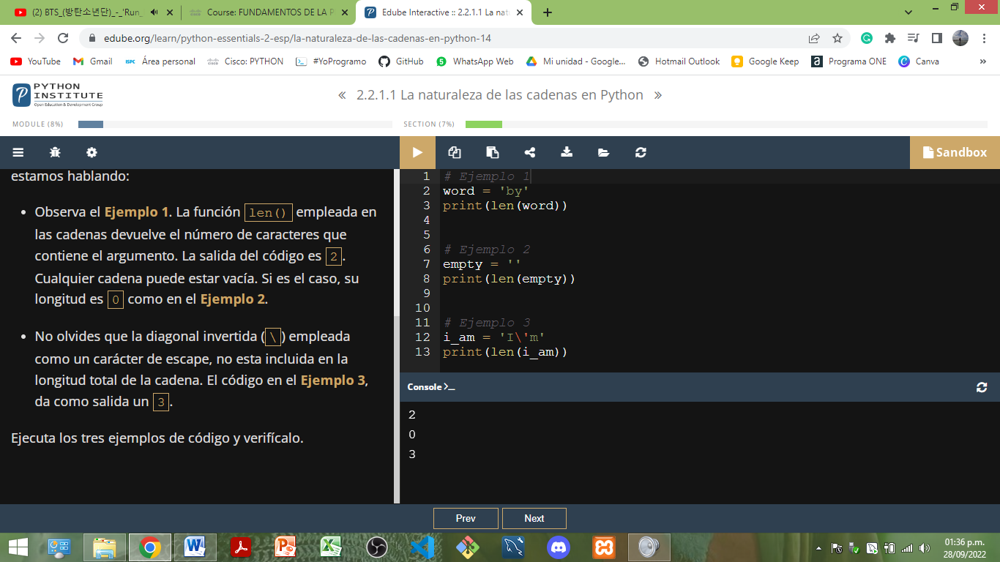 (2) BTS_(방탄소년단)_-_'Run_
Course: FUNDAMENTOS DE LA P
Edube Interactive :: 2.2.1.1 La nat
edube.org/learn/python-essentials-2-esp/la-naturaleza-de-las-cadenas-en-python-14
YouTube Gmail ISPC Área personal Cisco: PYTHON #YoProgramo GitHub WhatsApp Web Mi unidad - Google... Hotmail Outlook Google Keep Programa ONE Canva »
PYTHON
INSTITUTE
Open Education & Development Group
« 2.2.1.1 La naturaleza de las cadenas en Python »
MODULE (8%) SECTION (7%)
Sandbox
estamos hablando:
• Observa el Ejemplo 1. La función len() empleada en
las cadenas devuelve el número de caracteres que
contiene el argumento. La salida del código es 2.
Cualquier cadena puede estar vacía. Si es el caso, su
longitud es 0 como en el Ejemplo 2.
• No olvides que la diagonal invertida (\) empleada
como un carácter de escape, no esta incluida en la
longitud total de la cadena. El código en el Ejemplo 3,
da como salida un 3.
Ejecuta los tres ejemplos de código y verifícalo.
1 # Ejemplo 1
2 word = 'by'
3 print(len(word))
4
5
6 # Ejemplo 2
7 empty = ''
8 print(len(empty))
9
10
11 # Ejemplo 3
12 i_am = 'I\'m'
13 print(len(i_am))
Console >_
2
0
3
Prev Next
01:36 p.m.
28/09/2022